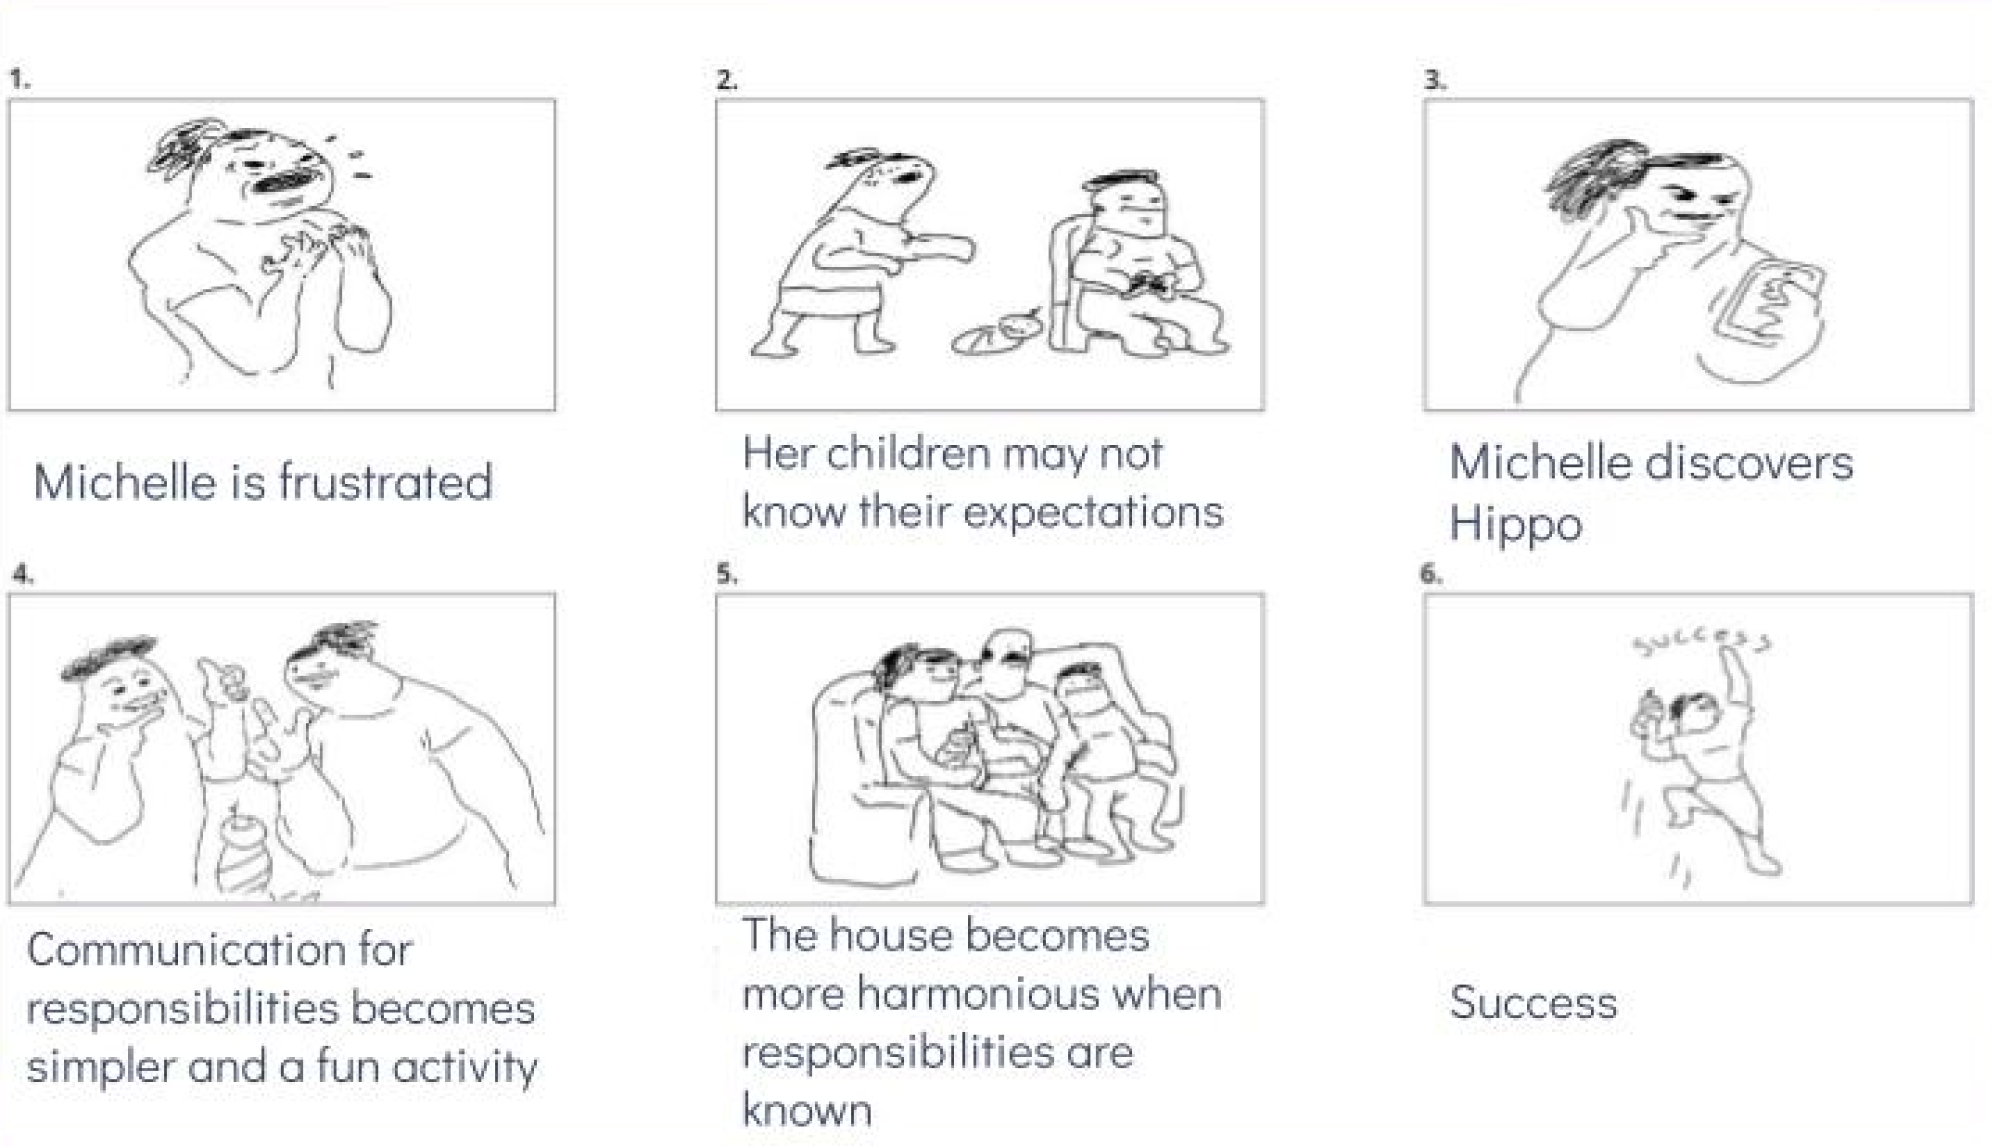 1.
2.
3.
Michelle is frustrated
Her children may not
know their expectations
Michelle discovers
Hippo
4.
5.
6.
SUCCESS
Communication for
responsibilities becomes
simpler and a fun activity
The house becomes
more harmonious when
responsibilities are
known
Success